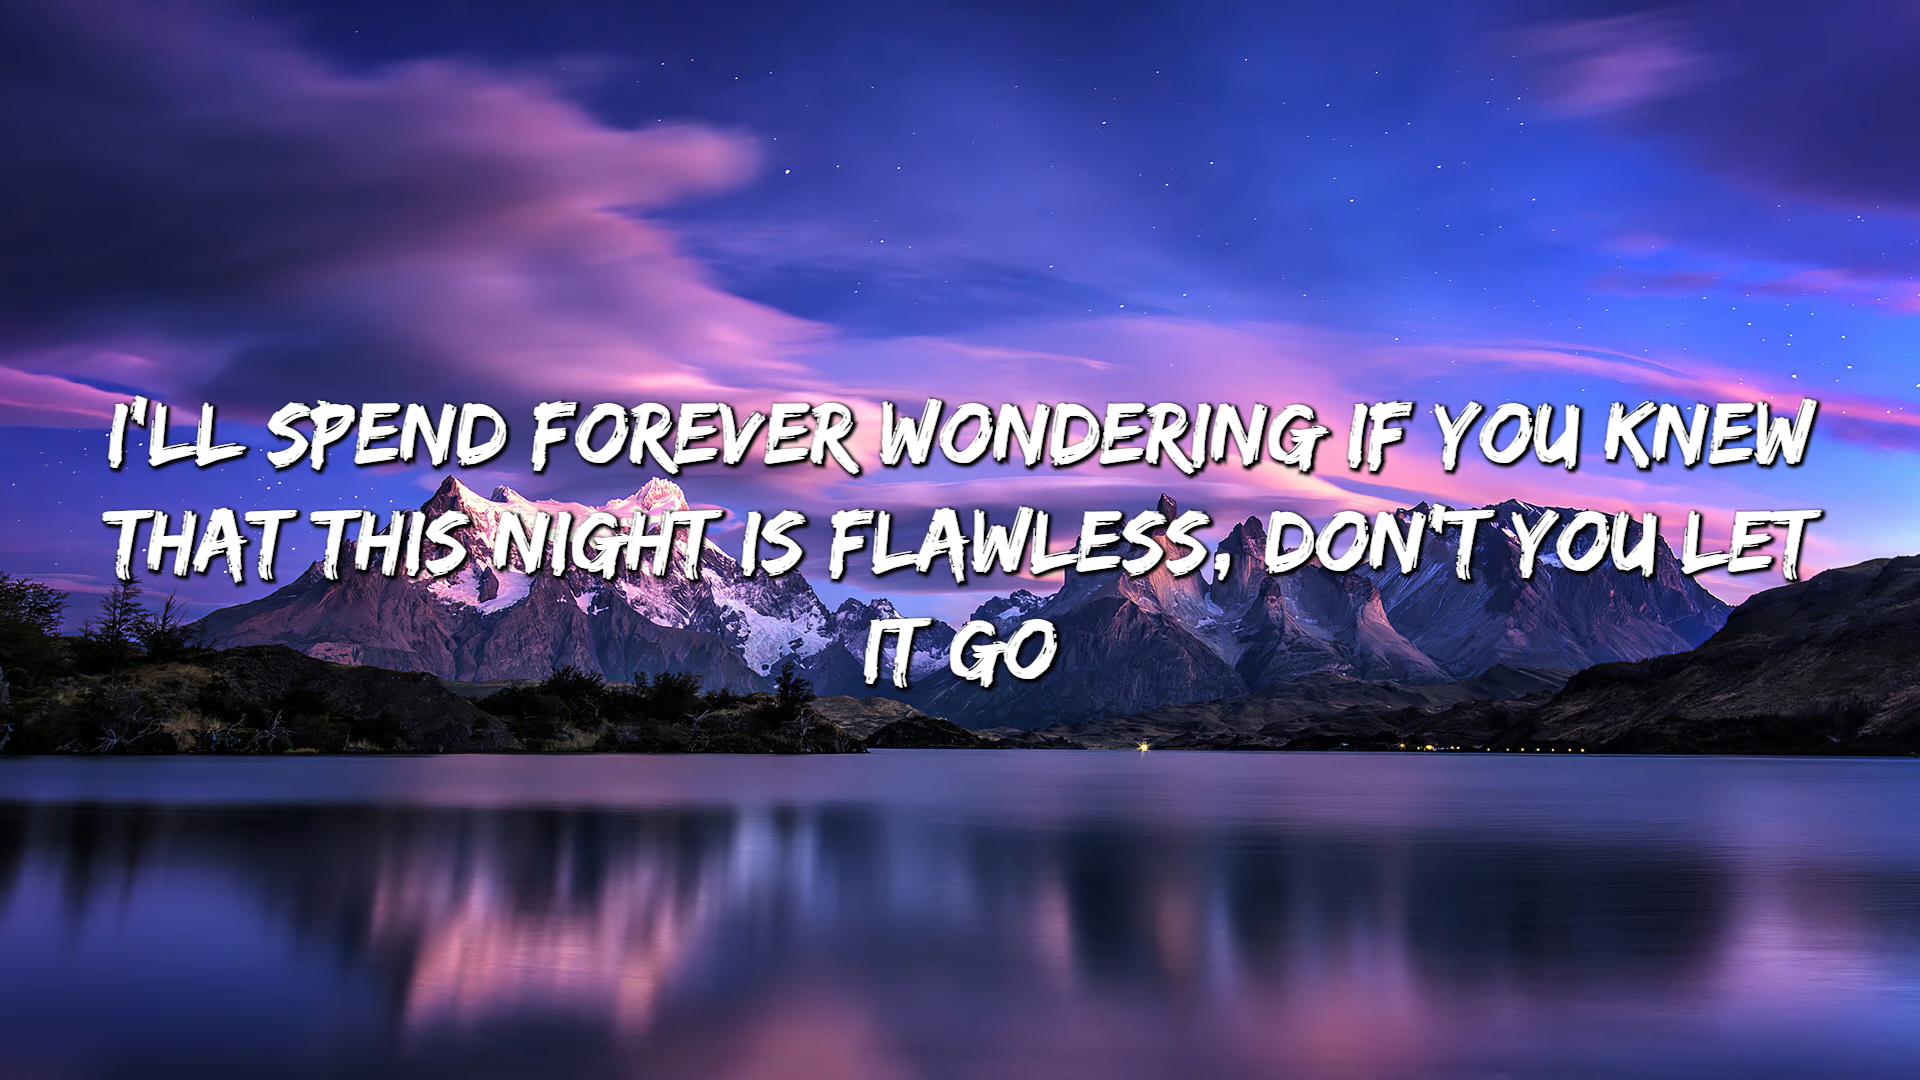 I'LL SPEND FOREVER WONDERING IF YOU KNEW
THAT THIS NIGHT IS FLAWLESS, DON'T YOU LET
IT GO